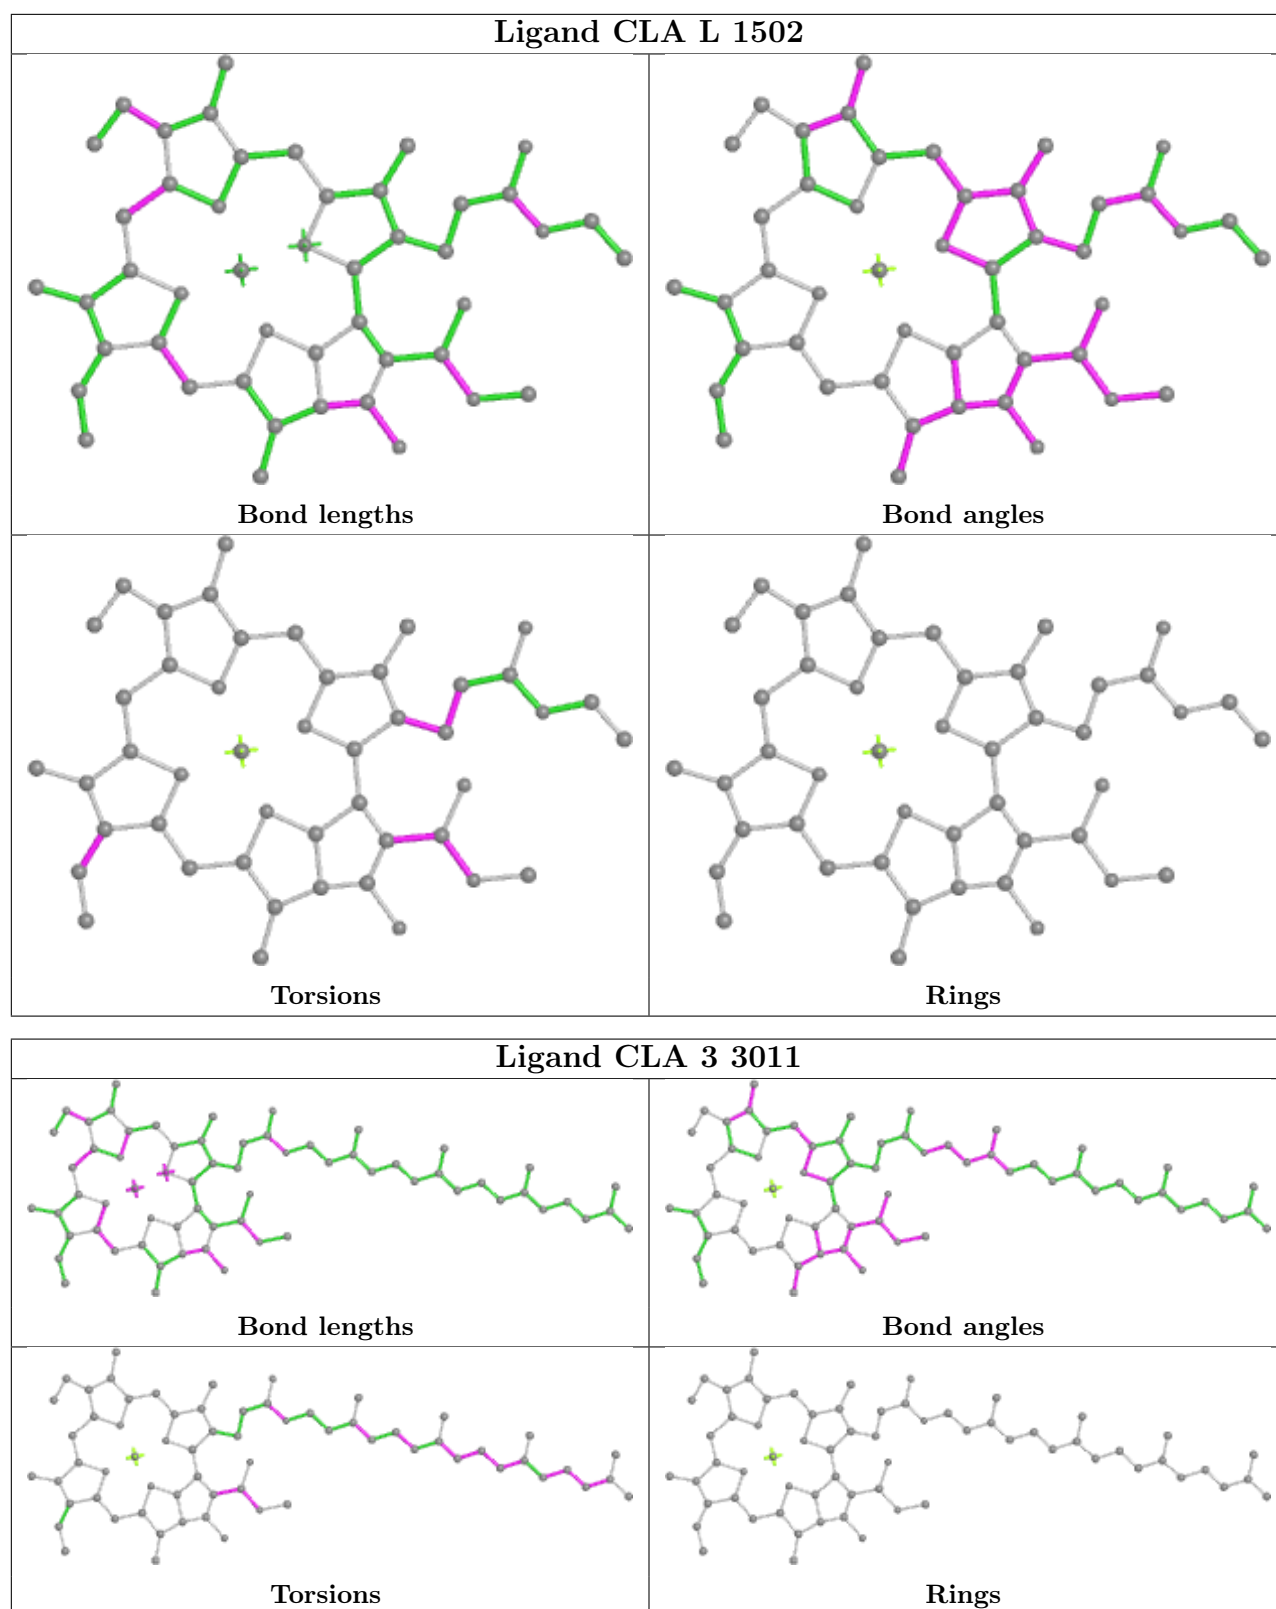 Ligand CLA L 1502
Bond lengths
Bond angles
Torsions
Rings
Ligand CLA 3 3011
Bond lengths
Bond angles
Torsions
Rings